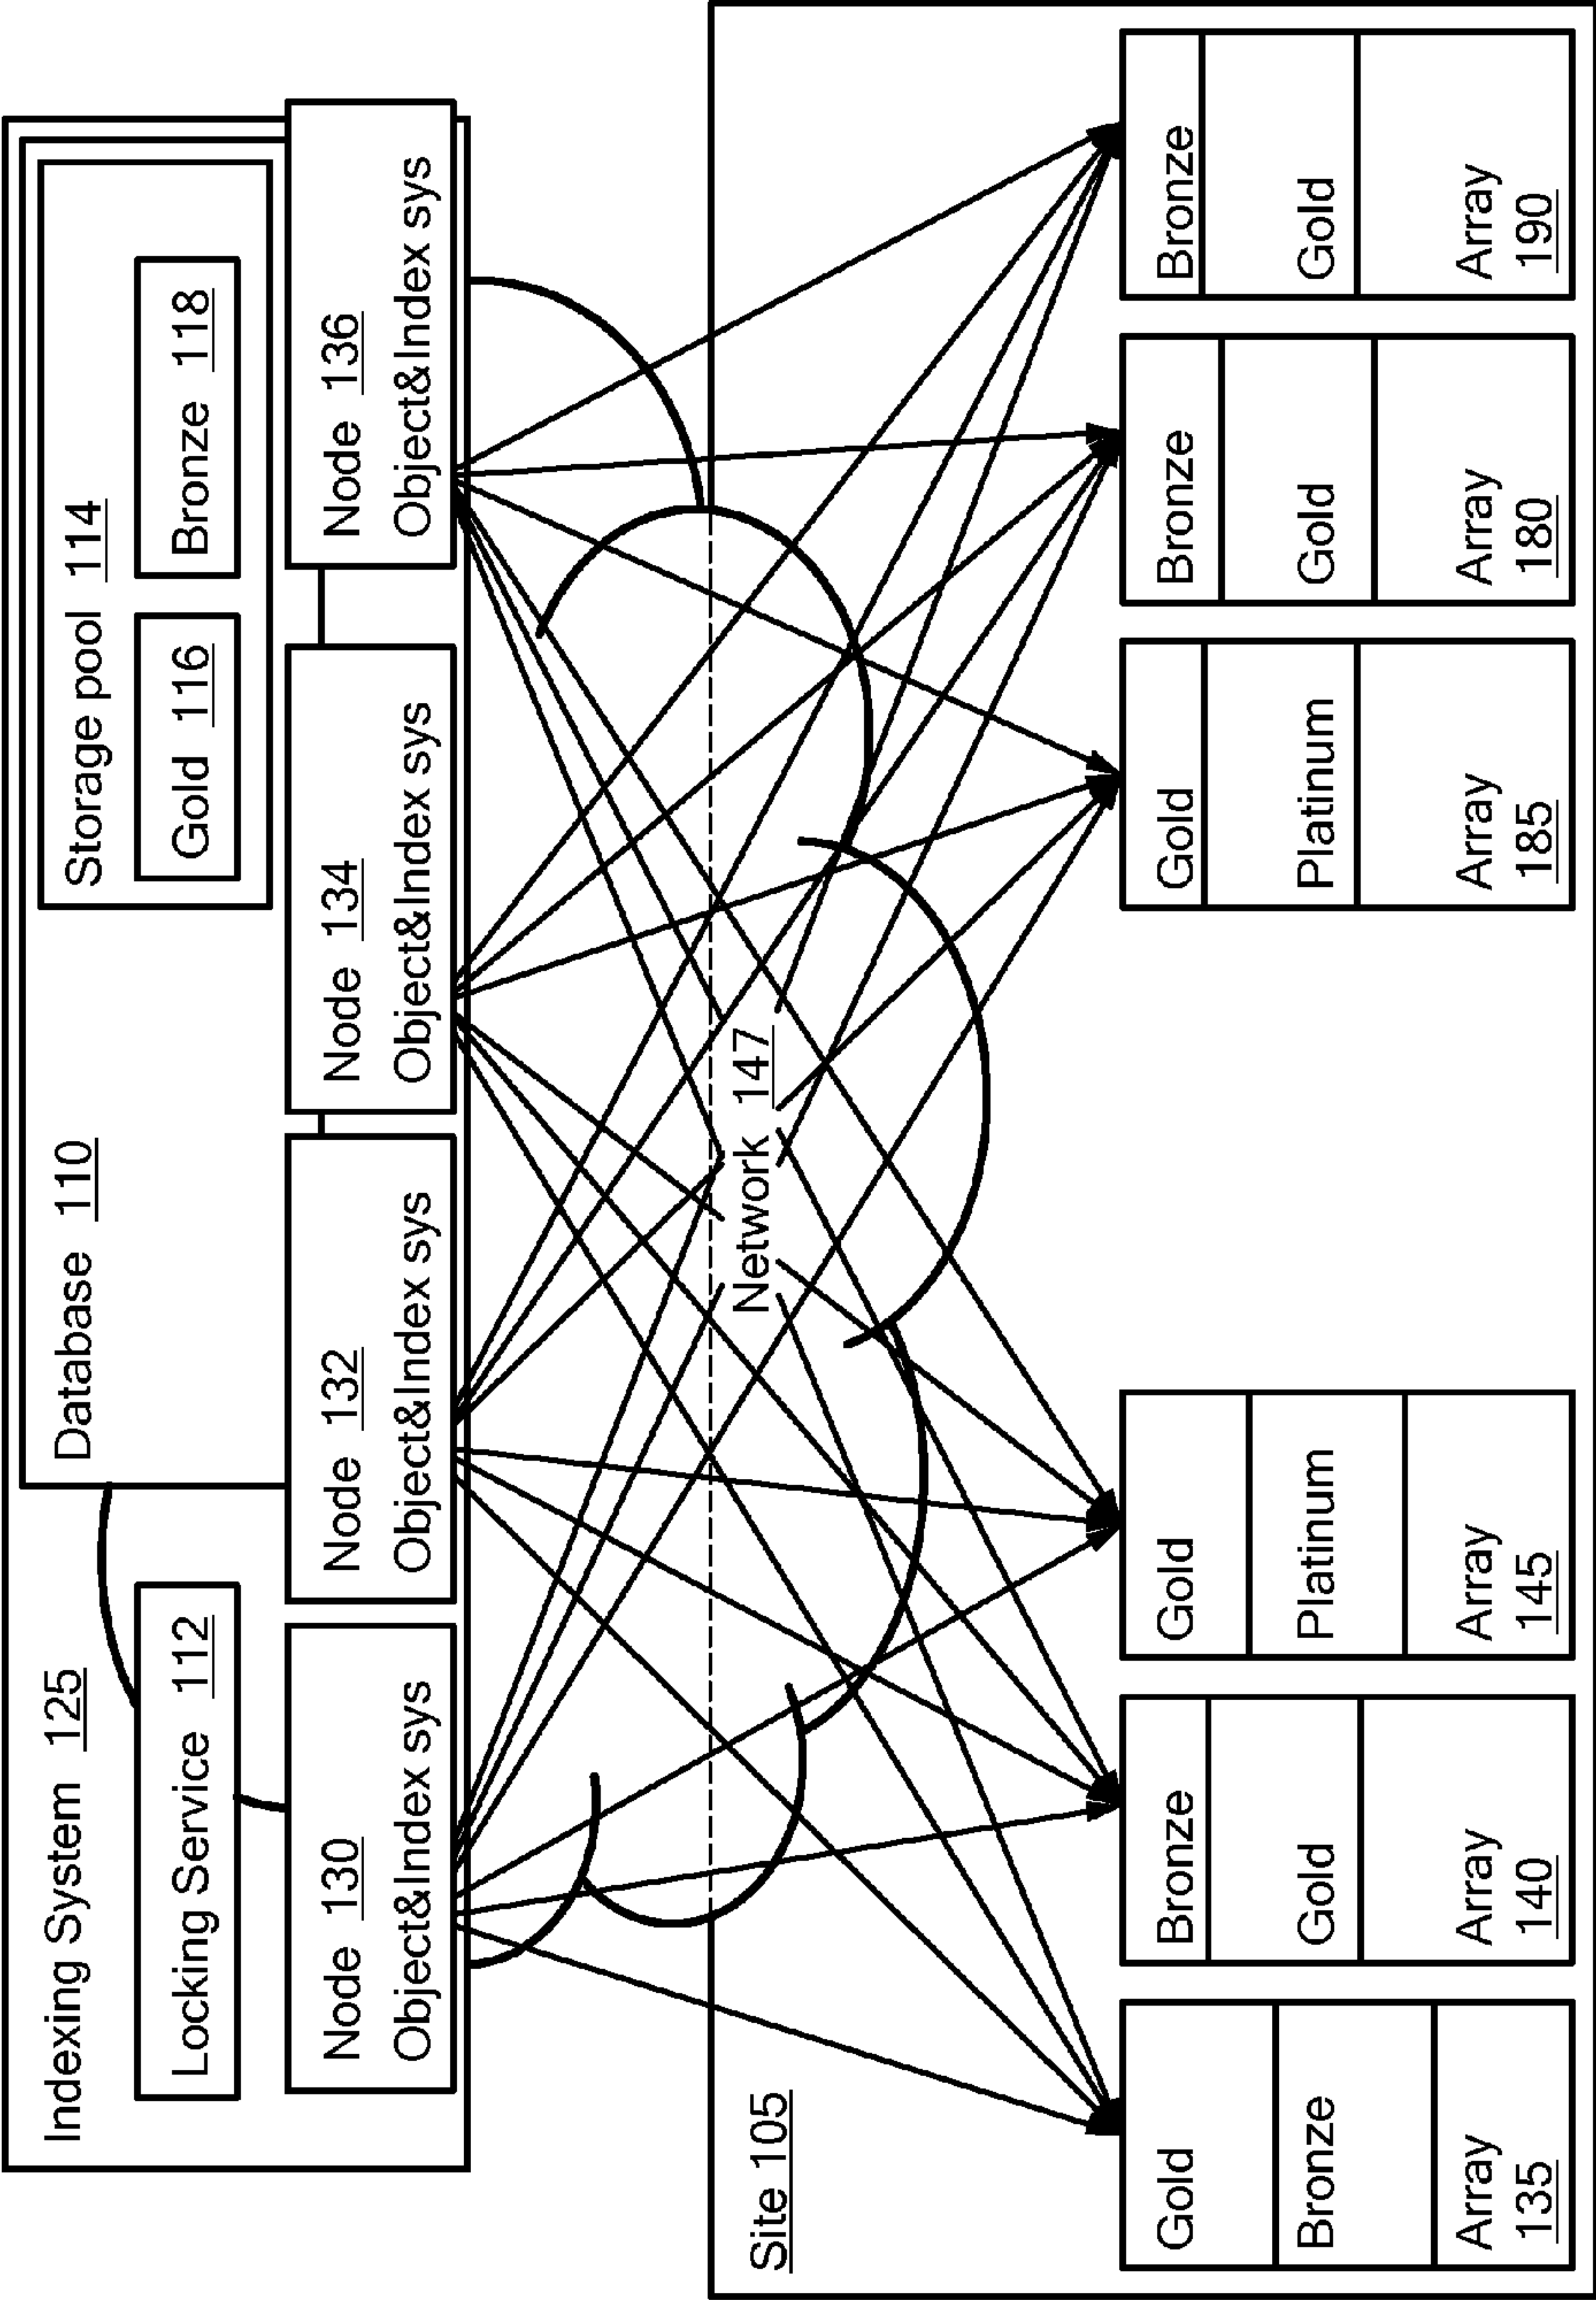 Indexing System 125
Database 110
Storage pool 114
Locking Service 112
Gold 116
Bronze 118
Node 130
Object&Index sys
Node 132
Object&Index sys
Node 134
Object&Index sys
Node 136
Object&Index sys
Network 147
Site 105
Gold
Bronze
Array
135
Bronze
Gold
Array
140
Gold
Platinum
Array
145
Gold
Platinum
Array
185
Bronze
Gold
Array
180
Bronze
Gold
Array
190